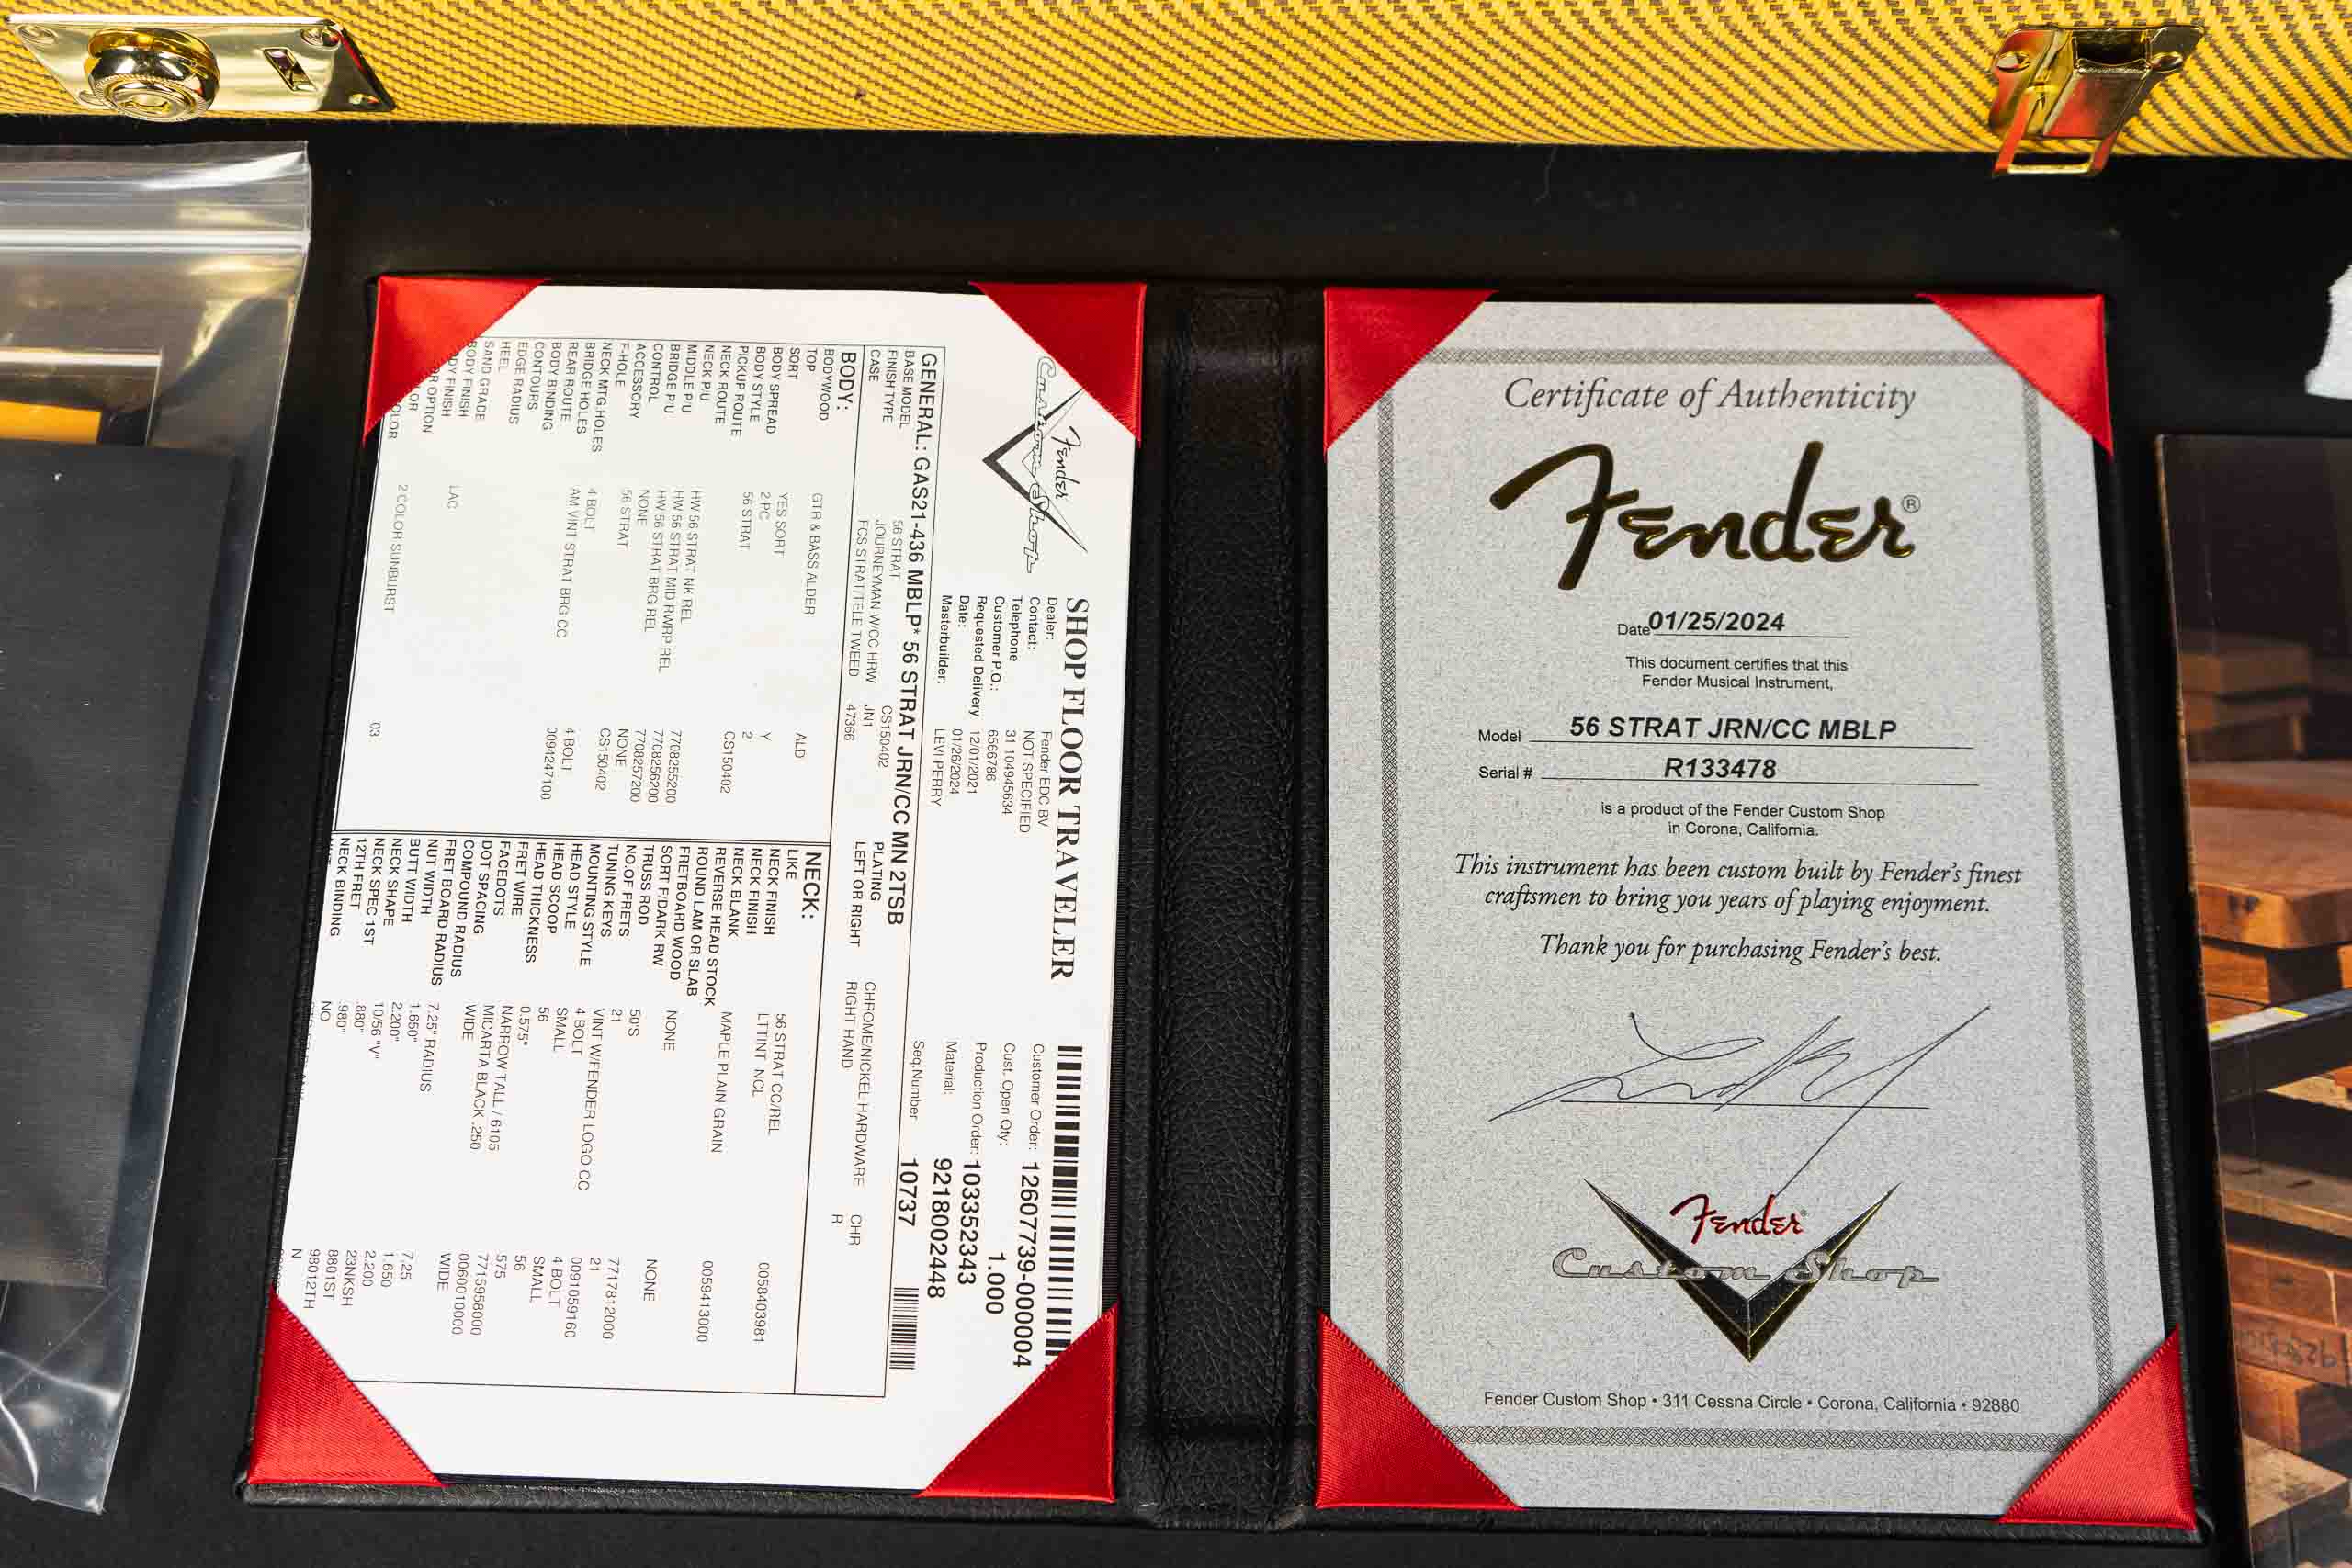 Fender
Custom Shop
SHOP FLOOR TRAVELER
Dealer: Fender EDC BV
Contact: NOT SPECIFIED
Telephone 31 104945634
Customer P.O.: 6566786
Requested Delivery 12/01/2021
Date: 01/26/2024
Masterbuilder: LEVI PERRY
Customer Order: 12607739-000004
Cust. Open Qty: 1.000
Production Order: 103352343
Material: 9218002448
Seq.Number 10737
GENERAL: GAS21-436 MBLP* 56 STRAT JRN/CC MN 2TSB
BASE MODEL 56 STRAT CS150402 PLATING CHROME/NICKEL HARDWARE CHR
FINISH TYPE JOURNEYMAN W/CC HRW JN1 LEFT OR RIGHT RIGHT HAND R
CASE FCS STRAT/TELE TWEED 47366
BODY:
BODYWOOD GTR & BASS ALDER ALD
TOP
SORT YES SORT Y
BODY SPREAD 2 PC 2
BODY STYLE 56 STRAT CS150402
PICKUP ROUTE
NECK ROUTE
NECK P/U HW 56 STRAT NK REL 7708255200
MIDDLE P/U HW 56 STRAT MID RWRP REL 7708256200
BRIDGE P/U HW 56 STRAT BRG REL 7708257200
CONTROL NONE NONE
ACCESSORY 56 STRAT CS150402
F-HOLE
NECK MTG.HOLES 4 BOLT 4 BOLT
BRIDGE HOLES AM VINT STRAT BRG CC 0094247100
REAR ROUTE
BODY BINDING
CONTOURS
EDGE RADIUS
HEEL
SAND GRADE
BODY FINISH LAC
DY FINISH
R OPTION
OR
OLOR 2 COLOR SUNBURST 03
NECK:
LIKE 56 STRAT CC/REL 0058403981
NECK FINISH LTTINT NCL
NECK FINISH
NECK BLANK MAPLE PLAIN GRAIN 0059413000
REVERSE HEAD STOCK
ROUND LAM OR SLAB
FRETBOARD WOOD NONE NONE
SORT F/DARK RW
TRUSS ROD 50'S
NO.OF FRETS 21 21
TUNING KEYS VINT W/FENDER LOGO CC 7717812000
MOUNTING STYLE 4 BOLT 4 BOLT
HEAD STYLE SMALL SMALL
HEAD SCOOP 56 56
HEAD THICKNESS 0.575" 575
FRET WIRE NARROW TALL / 6105 7715958000
FACEDOTS MICARTA BLACK .250 0060010000
DOT SPACING WIDE WIDE
COMPOUND RADIUS
FRET BOARD RADIUS 7.25" RADIUS 7.25
NUT WIDTH 1.650" 1.650
BUTT WIDTH 2.200" 2.200
NECK SHAPE 10/56 "V" 23NKSH
NECK SPEC 1ST .880" 8801ST
12TH FRET .980" 98012TH
NECK BINDING NO N
Certificate of Authenticity
Fender®
Date 01/25/2024
This document certifies that this
Fender Musical Instrument,
Model 56 STRAT JRN/CC MBLP
Serial # R133478
is a product of the Fender Custom Shop
in Corona, California.
This instrument has been custom built by Fender's finest
craftsmen to bring you years of playing enjoyment.
Thank you for purchasing Fender's best.
Fender
Custom Shop
Fender Custom Shop • 311 Cessna Circle • Corona, California • 92880